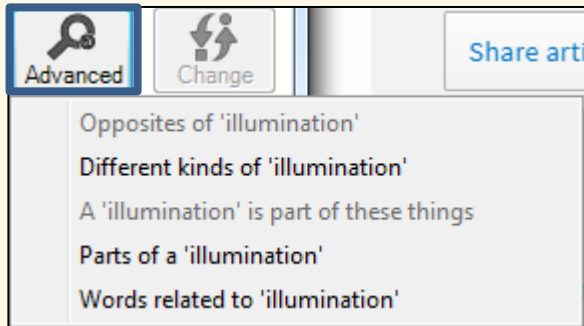 Advanced
Change
Share arti
Opposites of 'illumination'
Different kinds of 'illumination'
A 'illumination' is part of these things
Parts of a 'illumination'
Words related to 'illumination'